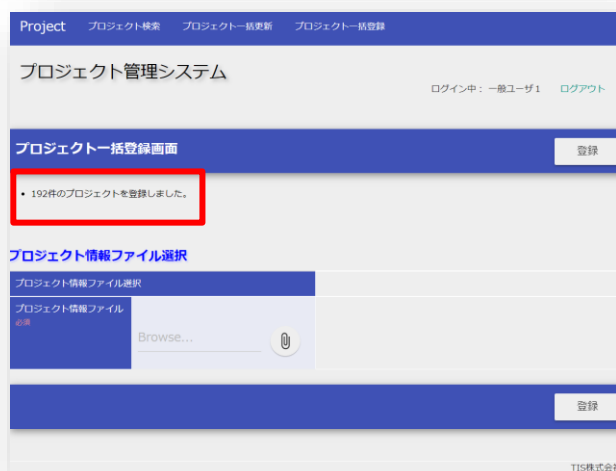 Project プロジェクト検索 プロジェクト一括更新 プロジェクト一括登録
プロジェクト管理システム
ログイン中： 一般ユーザ1 ログアウト
プロジェクト一括登録画面 登録
• 192件のプロジェクトを登録しました。
プロジェクト情報ファイル選択
プロジェクト情報ファイル選択
プロジェクト情報ファイル
必須
Browse...
登録
TIS株式会